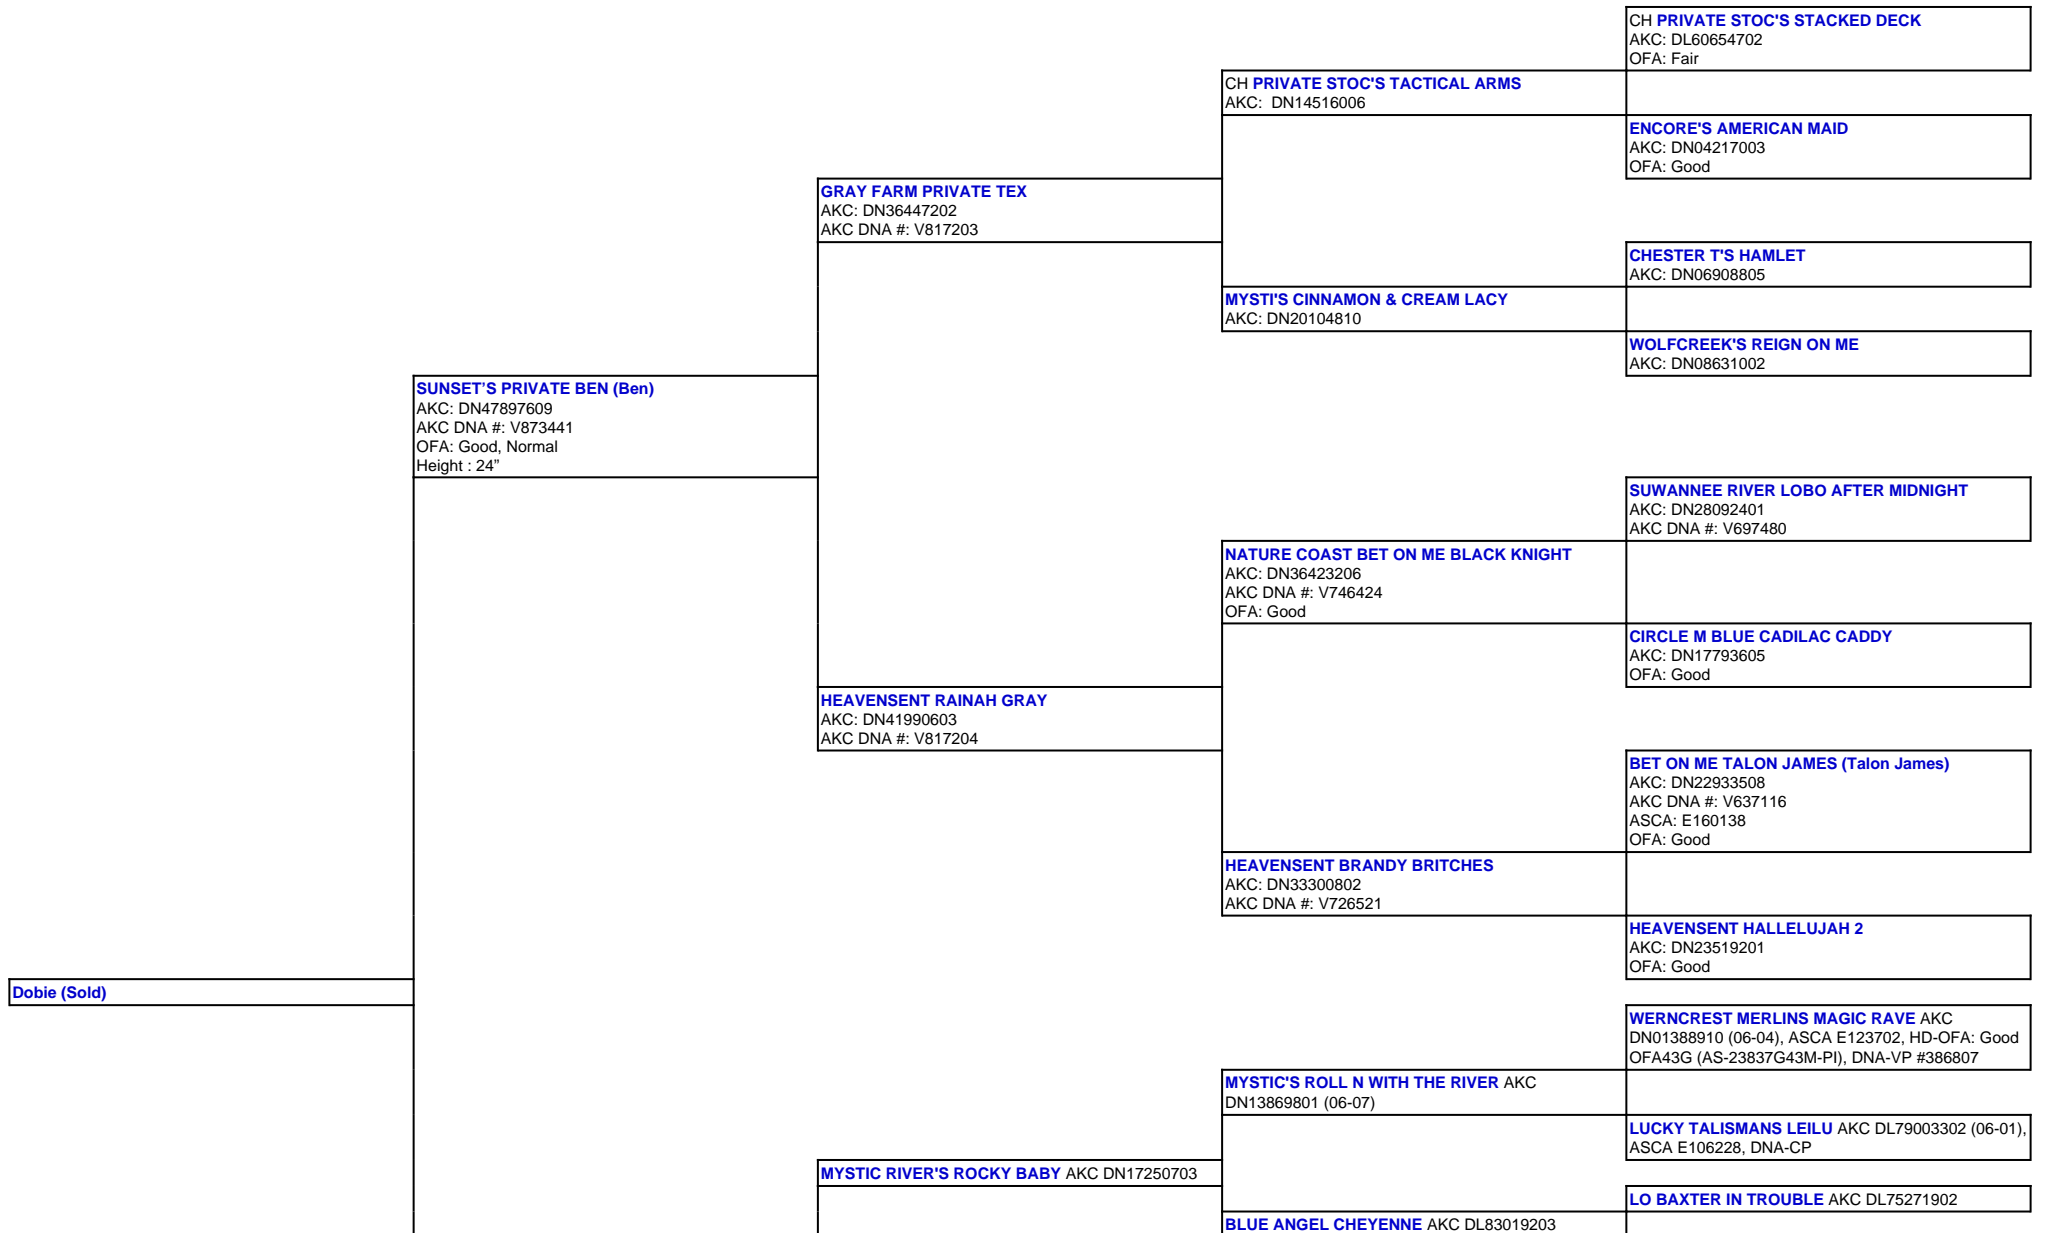 CH PRIVATE STOC'S STACKED DECK
AKC: DL60654702
OFA: Fair
CH PRIVATE STOC'S TACTICAL ARMS
AKC:  DN14516006
ENCORE'S AMERICAN MAID
AKC: DN04217003
OFA: Good
GRAY FARM PRIVATE TEX
AKC: DN36447202
AKC DNA #: V817203
CHESTER T'S HAMLET
AKC: DN06908805
MYSTI'S CINNAMON & CREAM LACY
AKC: DN20104810
WOLFCREEK'S REIGN ON ME
AKC: DN08631002
SUNSET’S PRIVATE BEN (Ben)
AKC: DN47897609
AKC DNA #: V873441
OFA: Good, Normal
Height : 24”
SUWANNEE RIVER LOBO AFTER MIDNIGHT
AKC: DN28092401
AKC DNA #: V697480
NATURE COAST BET ON ME BLACK KNIGHT
AKC: DN36423206
AKC DNA #: V746424
OFA: Good
CIRCLE M BLUE CADILAC CADDY
AKC: DN17793605
OFA: Good
HEAVENSENT RAINAH GRAY
AKC: DN41990603
AKC DNA #: V817204
BET ON ME TALON JAMES (Talon James)
AKC: DN22933508
AKC DNA #: V637116
ASCA: E160138
OFA: Good
HEAVENSENT BRANDY BRITCHES
AKC: DN33300802
AKC DNA #: V726521
HEAVENSENT HALLELUJAH 2
AKC: DN23519201
OFA: Good
Dobie (Sold)
WERNCREST MERLINS MAGIC RAVE AKC
DN01388910 (06-04), ASCA E123702, HD-OFA: Good
OFA43G (AS-23837G43M-PI), DNA-VP #386807
MYSTIC'S ROLL N WITH THE RIVER AKC
DN13869801 (06-07)
LUCKY TALISMANS LEILU AKC DL79003302 (06-01),
ASCA E106228, DNA-CP
MYSTIC RIVER'S ROCKY BABY AKC DN17250703
LO BAXTER IN TROUBLE AKC DL75271902
BLUE ANGEL CHEYENNE AKC DL83019203